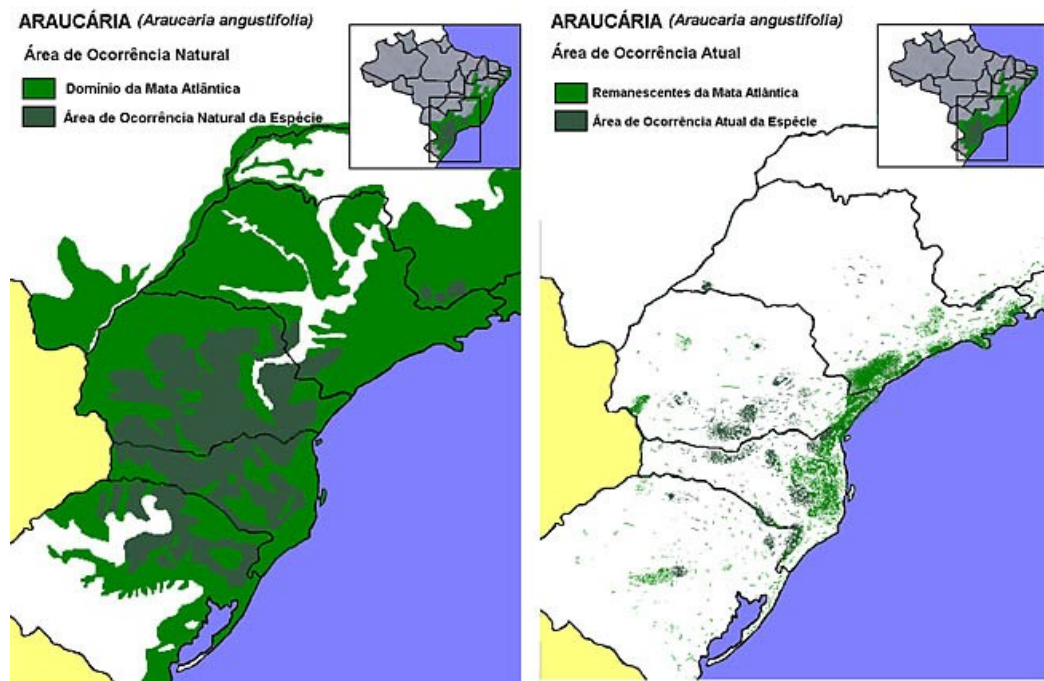 ARAUCÁRIA (Araucaria angustifolia)
Área de Ocorrência Natural
Domínio da Mata Atlântica
Área de Ocorrência Natural da Espécie
ARAUCÁRIA (Araucaria angustifolia)
Área de Ocorrência Atual
Remanescentes da Mata Atlântica
Área de Ocorrência Atual da Espécie